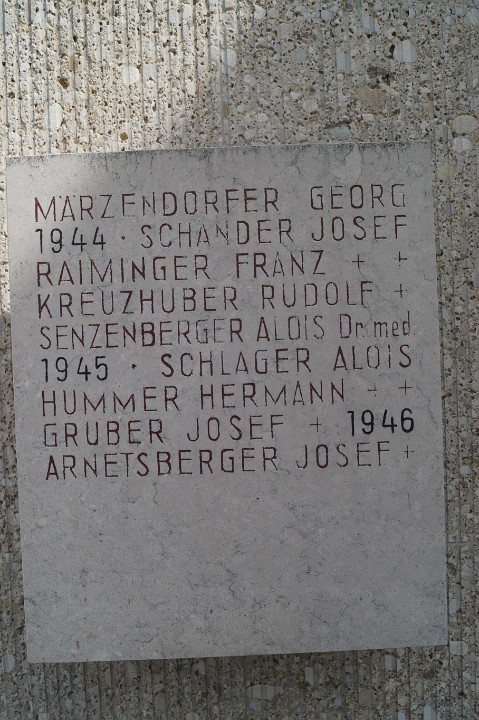 MÄRZENDORFER GEORG
1944 · SCHANDER JOSEF
RAIMINGER FRANZ + +
KREUZHUBER RUDOLF +
SENZENBERGER ALOIS Dr. med.
1945 · SCHLAGER ALOIS
HUMMER HERMANN + +
GRUBER JOSEF + 1946
ARNETSBERGER JOSEF +